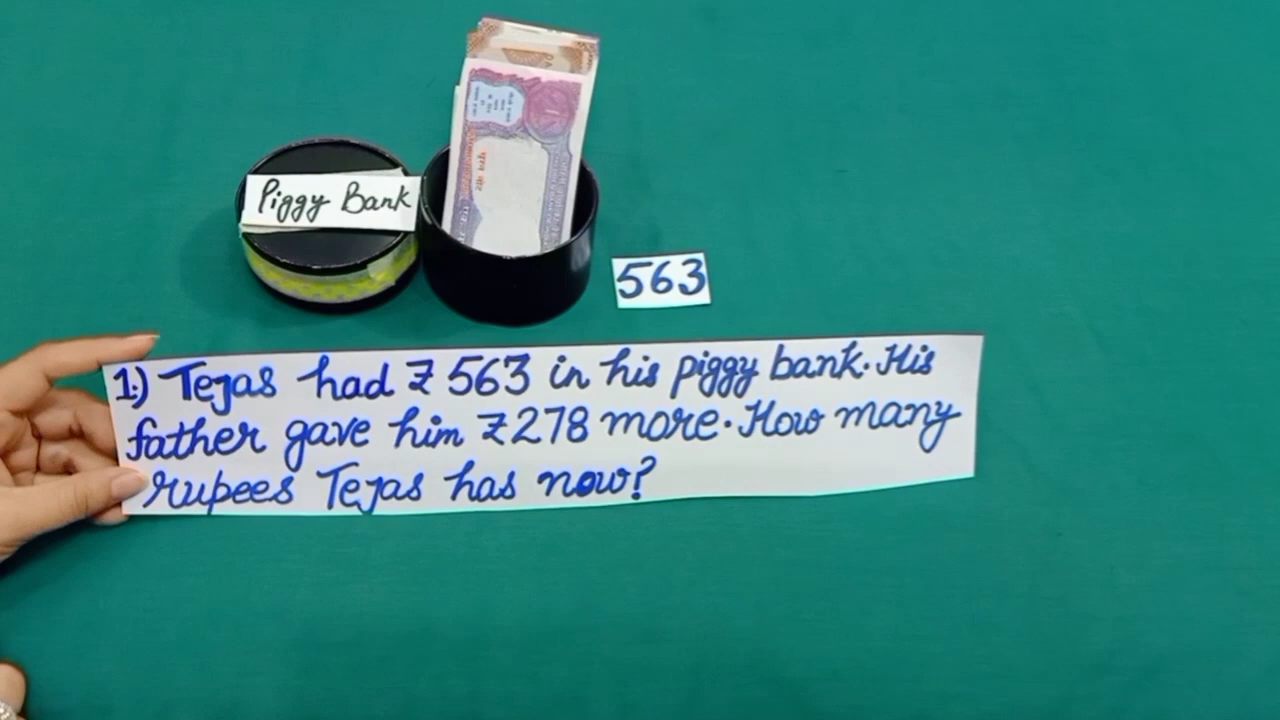 Piggy Bank
563
1.) Tejas had ₹ 563 in his piggy bank. His
father gave him ₹278 more. How many
rupees Tejas has now?